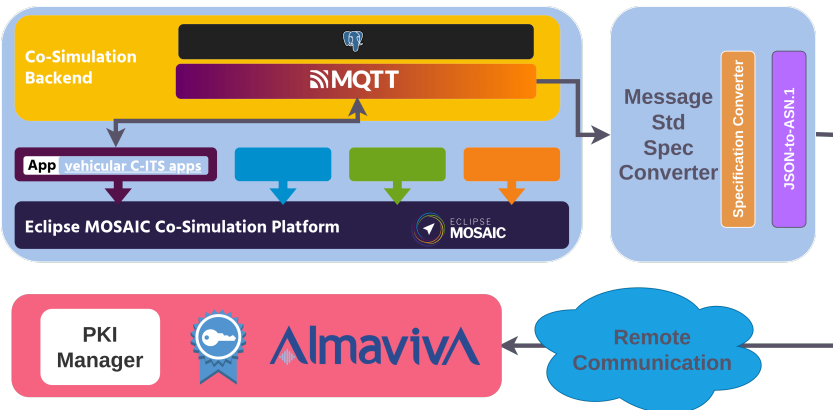 Co-Simulation
Backend
MQTT
App vehicular C-ITS apps
Eclipse MOSAIC Co-Simulation Platform
ECLIPSE
MOSAIC
Message
Std
Spec
Converter
Specification Converter
JSON-to-ASN.1
PKI
Manager
AlmavivA
Remote
Communication